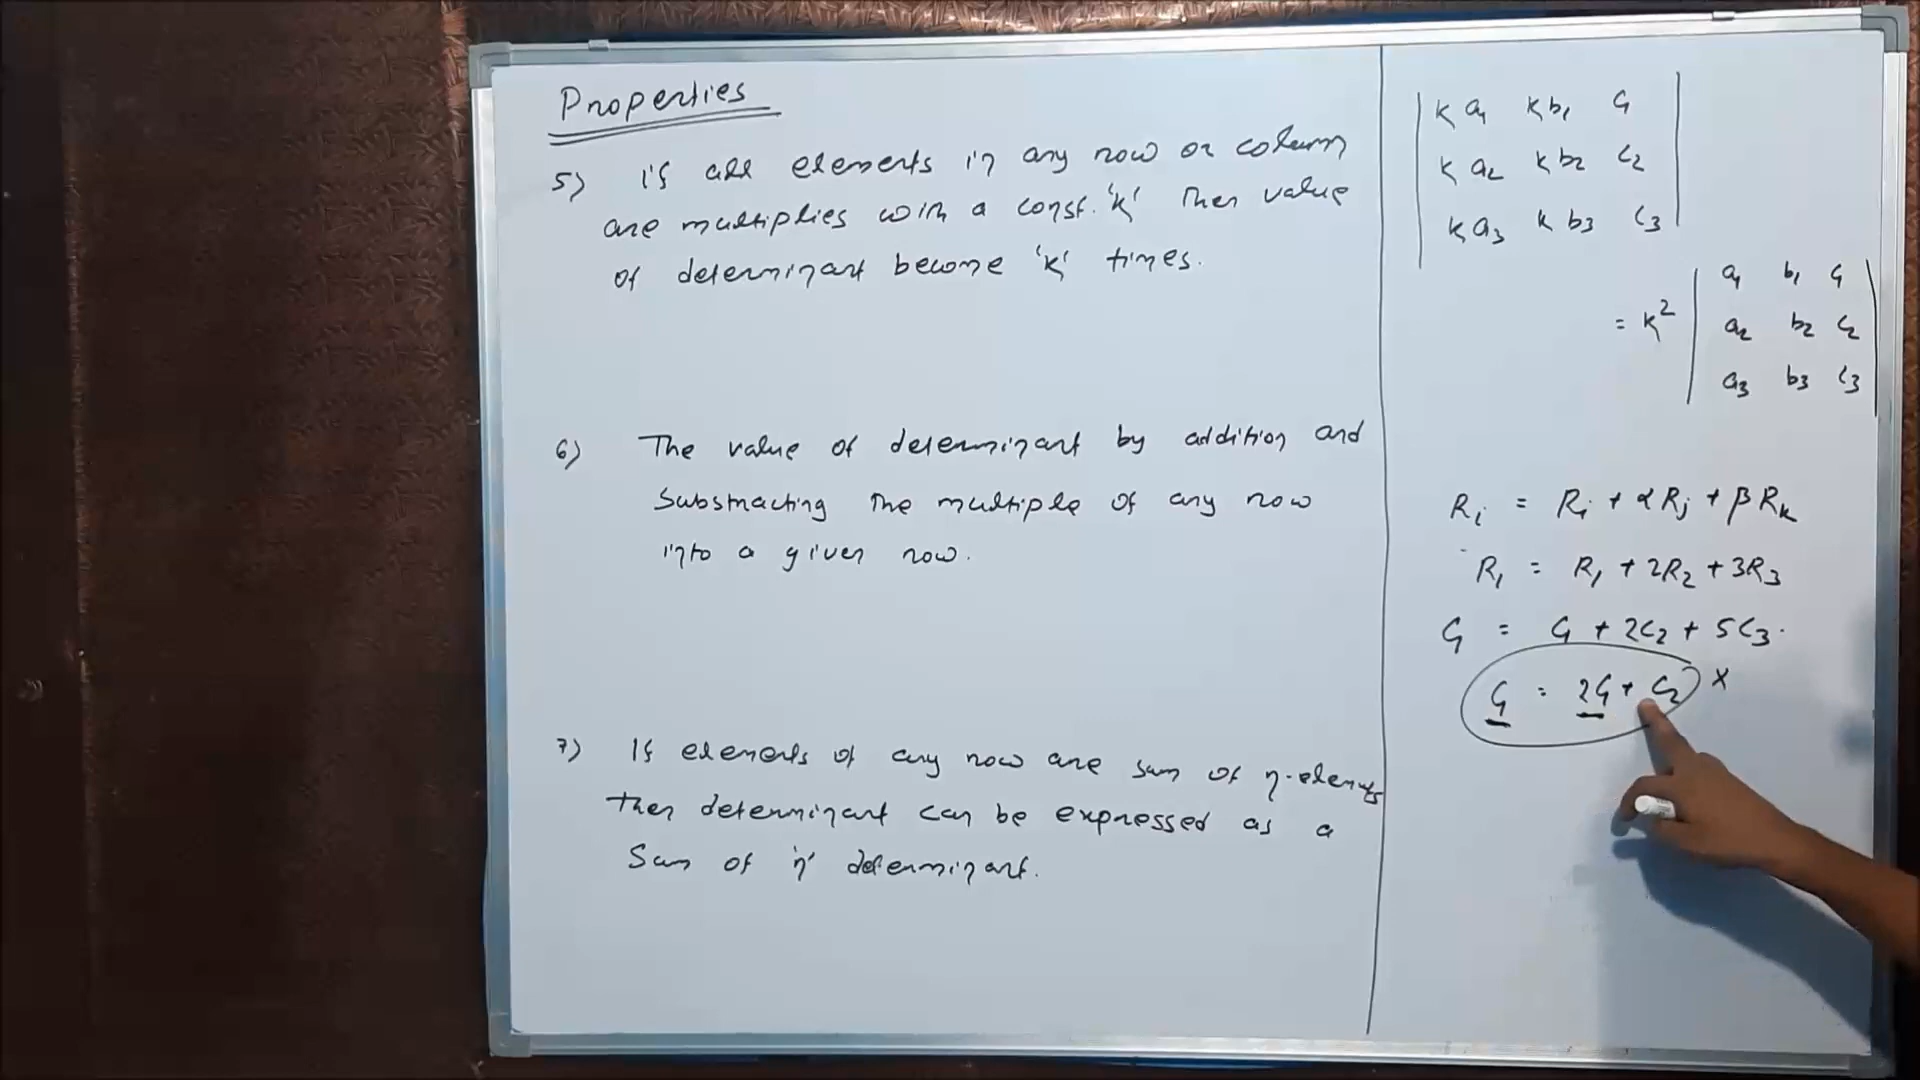 Properties
5) If all elements in any row or column
are multiplies with a const. 'k' then value
of determinant become 'k' times.
6) The value of determinant by addition and
Substracting the multiple of any row
into a given row.
7) If elements of any row are sum of n-elements
then determinant can be expressed as a
Sum of 'n' determinant.
| k a₁ k b₁ c₁ |
| k a₂ k b₂ c₂ |
| k a₃ k b₃ c₃ |
| a₁ b₁ c₁ |
= k² | a₂ b₂ c₂ |
| a₃ b₃ c₃ |
Rᵢ = Rᵢ + αRⱼ + βRₖ
R₁ = R₁ + 2R₂ + 3R₃
C₁ = C₁ + 2C₂ + 5C₃.
C₁ = 2C₁ + C₂ ×